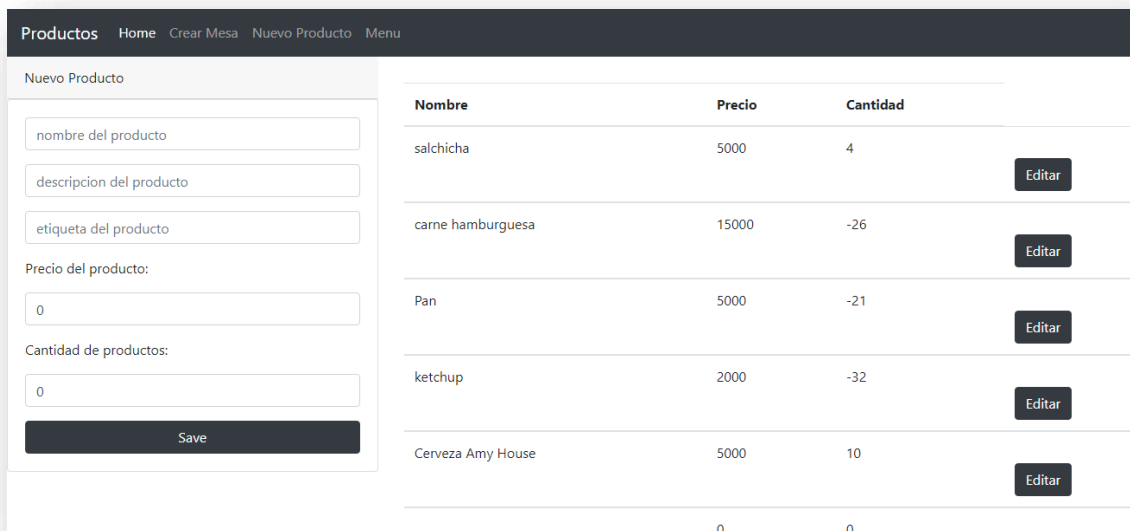 Productos Home Crear Mesa Nuevo Producto Menu
Nuevo Producto
nombre del producto
descripcion del producto
etiqueta del producto
Precio del producto:
0
Cantidad de productos:
0
Save
Nombre Precio Cantidad
salchicha 5000 4
Editar
carne hamburguesa 15000 -26
Editar
Pan 5000 -21
Editar
ketchup 2000 -32
Editar
Cerveza Amy House 5000 10
Editar
0 0